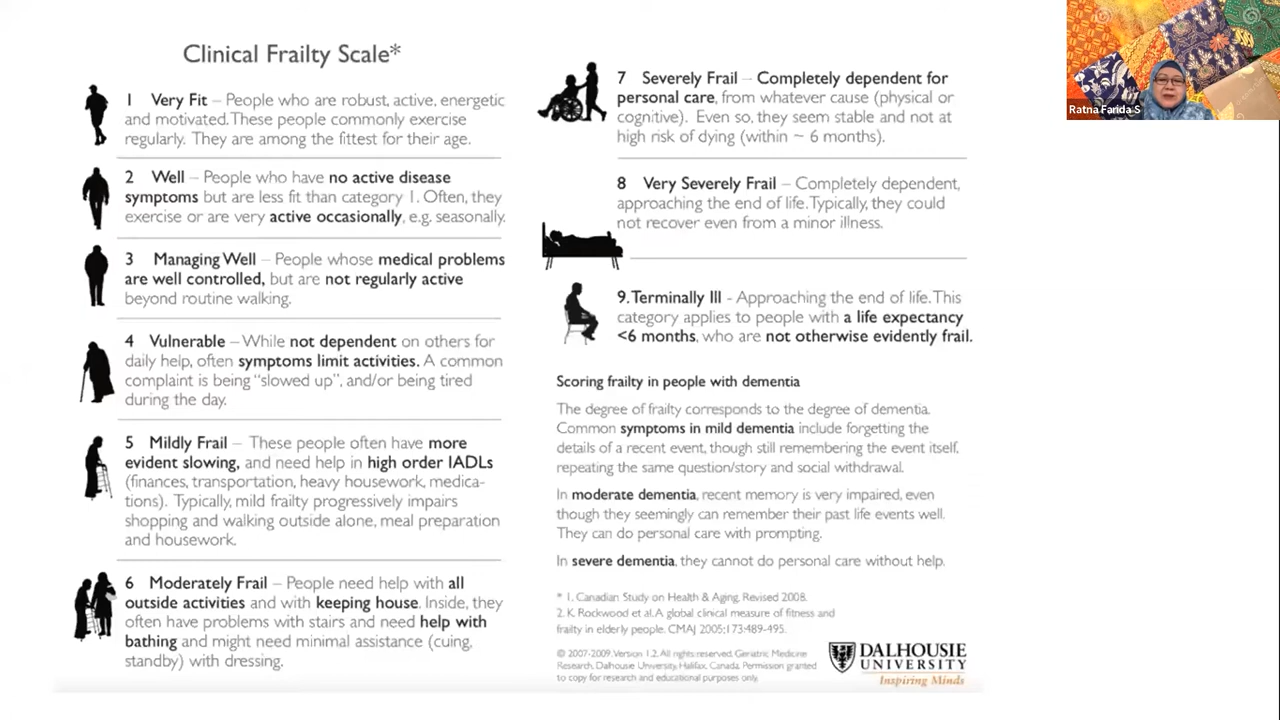 Clinical Frailty Scale*
1 Very Fit – People who are robust, active, energetic
and motivated. These people commonly exercise
regularly. They are among the fittest for their age.
2 Well – People who have no active disease
symptoms but are less fit than category 1. Often, they
exercise or are very active occasionally, e.g. seasonally.
3 Managing Well – People whose medical problems
are well controlled, but are not regularly active
beyond routine walking.
4 Vulnerable – While not dependent on others for
daily help, often symptoms limit activities. A common
complaint is being “slowed up”, and/or being tired
during the day.
5 Mildly Frail – These people often have more
evident slowing, and need help in high order IADLs
(finances, transportation, heavy housework, medica-
tions). Typically, mild frailty progressively impairs
shopping and walking outside alone, meal preparation
and housework.
6 Moderately Frail – People need help with all
outside activities and with keeping house. Inside, they
often have problems with stairs and need help with
bathing and might need minimal assistance (cuing,
standby) with dressing.
7 Severely Frail – Completely dependent for
personal care, from whatever cause (physical or
cognitive). Even so, they seem stable and not at
high risk of dying (within ~ 6 months).
8 Very Severely Frail – Completely dependent,
approaching the end of life. Typically, they could
not recover even from a minor illness.
9. Terminally Ill - Approaching the end of life. This
category applies to people with a life expectancy
<6 months, who are not otherwise evidently frail.
Scoring frailty in people with dementia
The degree of frailty corresponds to the degree of dementia.
Common symptoms in mild dementia include forgetting the
details of a recent event, though still remembering the event itself,
repeating the same question/story and social withdrawal.
In moderate dementia, recent memory is very impaired, even
though they seemingly can remember their past life events well.
They can do personal care with prompting.
In severe dementia, they cannot do personal care without help.
* 1. Canadian Study on Health & Aging, Revised 2008.
2. K. Rockwood et al. A global clinical measure of fitness and
frailty in elderly people. CMAJ 2005;173:489-495.
© 2007-2009. Version 1.2. All rights reserved. Geriatric Medicine
Research, Dalhousie University, Halifax, Canada. Permission granted
to copy for research and educational purposes only.
DALHOUSIE
UNIVERSITY
Inspiring Minds
Ratna Farida S